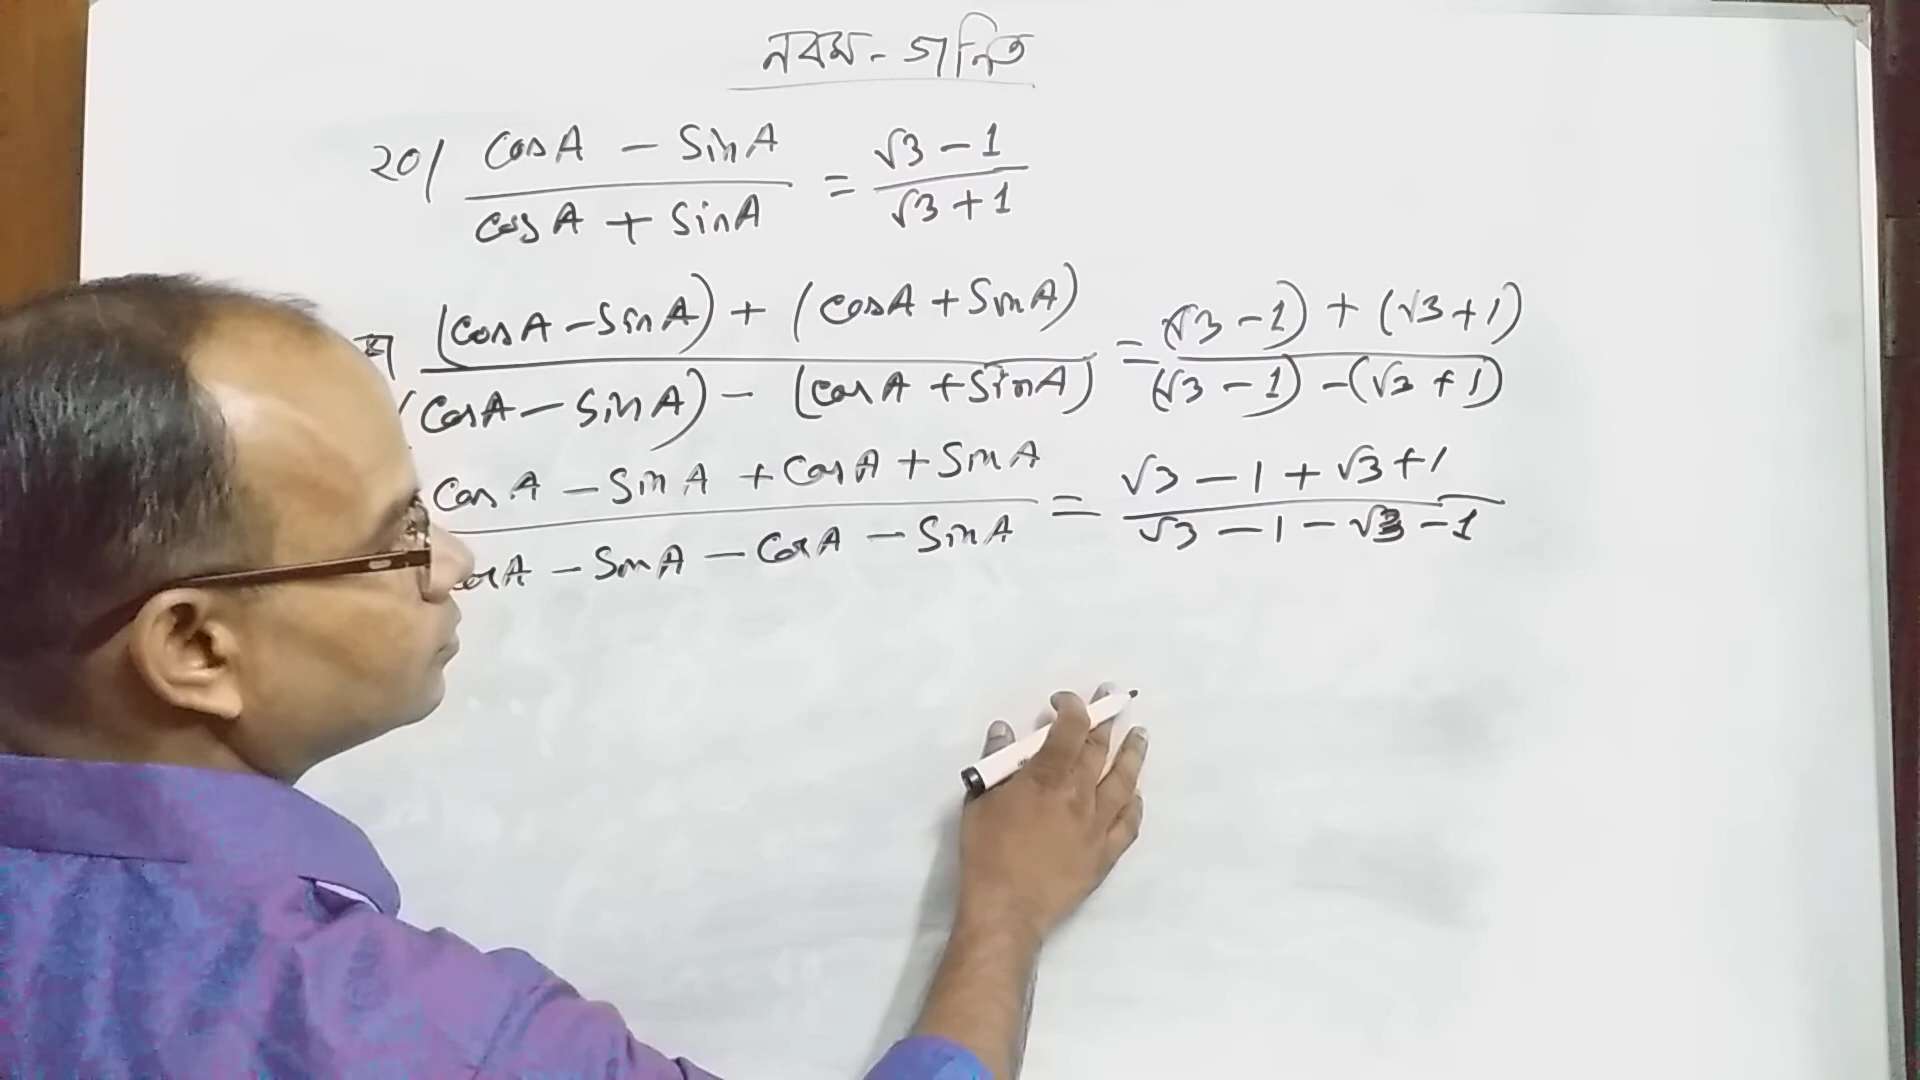 নবম - গনিত
২০/ (cosA - SinA)/(cosA + SinA) = (√3 - 1)/(√3 + 1)
((cosA - SinA) + (cosA + SinA))/((cosA - SinA) - (cosA + SinA)) = ((√3 - 1) + (√3 + 1))/((√3 - 1) - (√3 + 1))
(cosA - SinA + cosA + SinA)/(cosA - SinA - cosA - SinA) = (√3 - 1 + √3 + 1)/(√3 - 1 - √3 - 1)